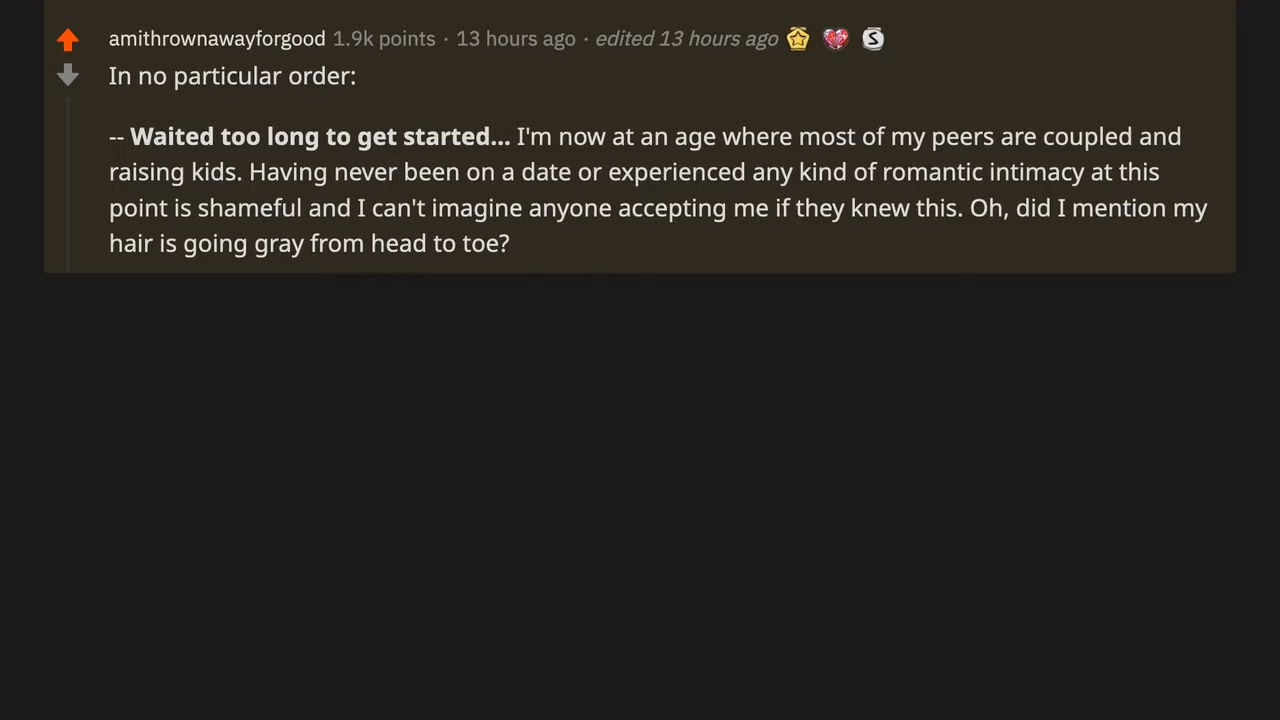 amithrownawayforgood 1.9k points · 13 hours ago · edited 13 hours ago
In no particular order:
-- Waited too long to get started... I'm now at an age where most of my peers are coupled and
raising kids. Having never been on a date or experienced any kind of romantic intimacy at this
point is shameful and I can't imagine anyone accepting me if they knew this. Oh, did I mention my
hair is going gray from head to toe?